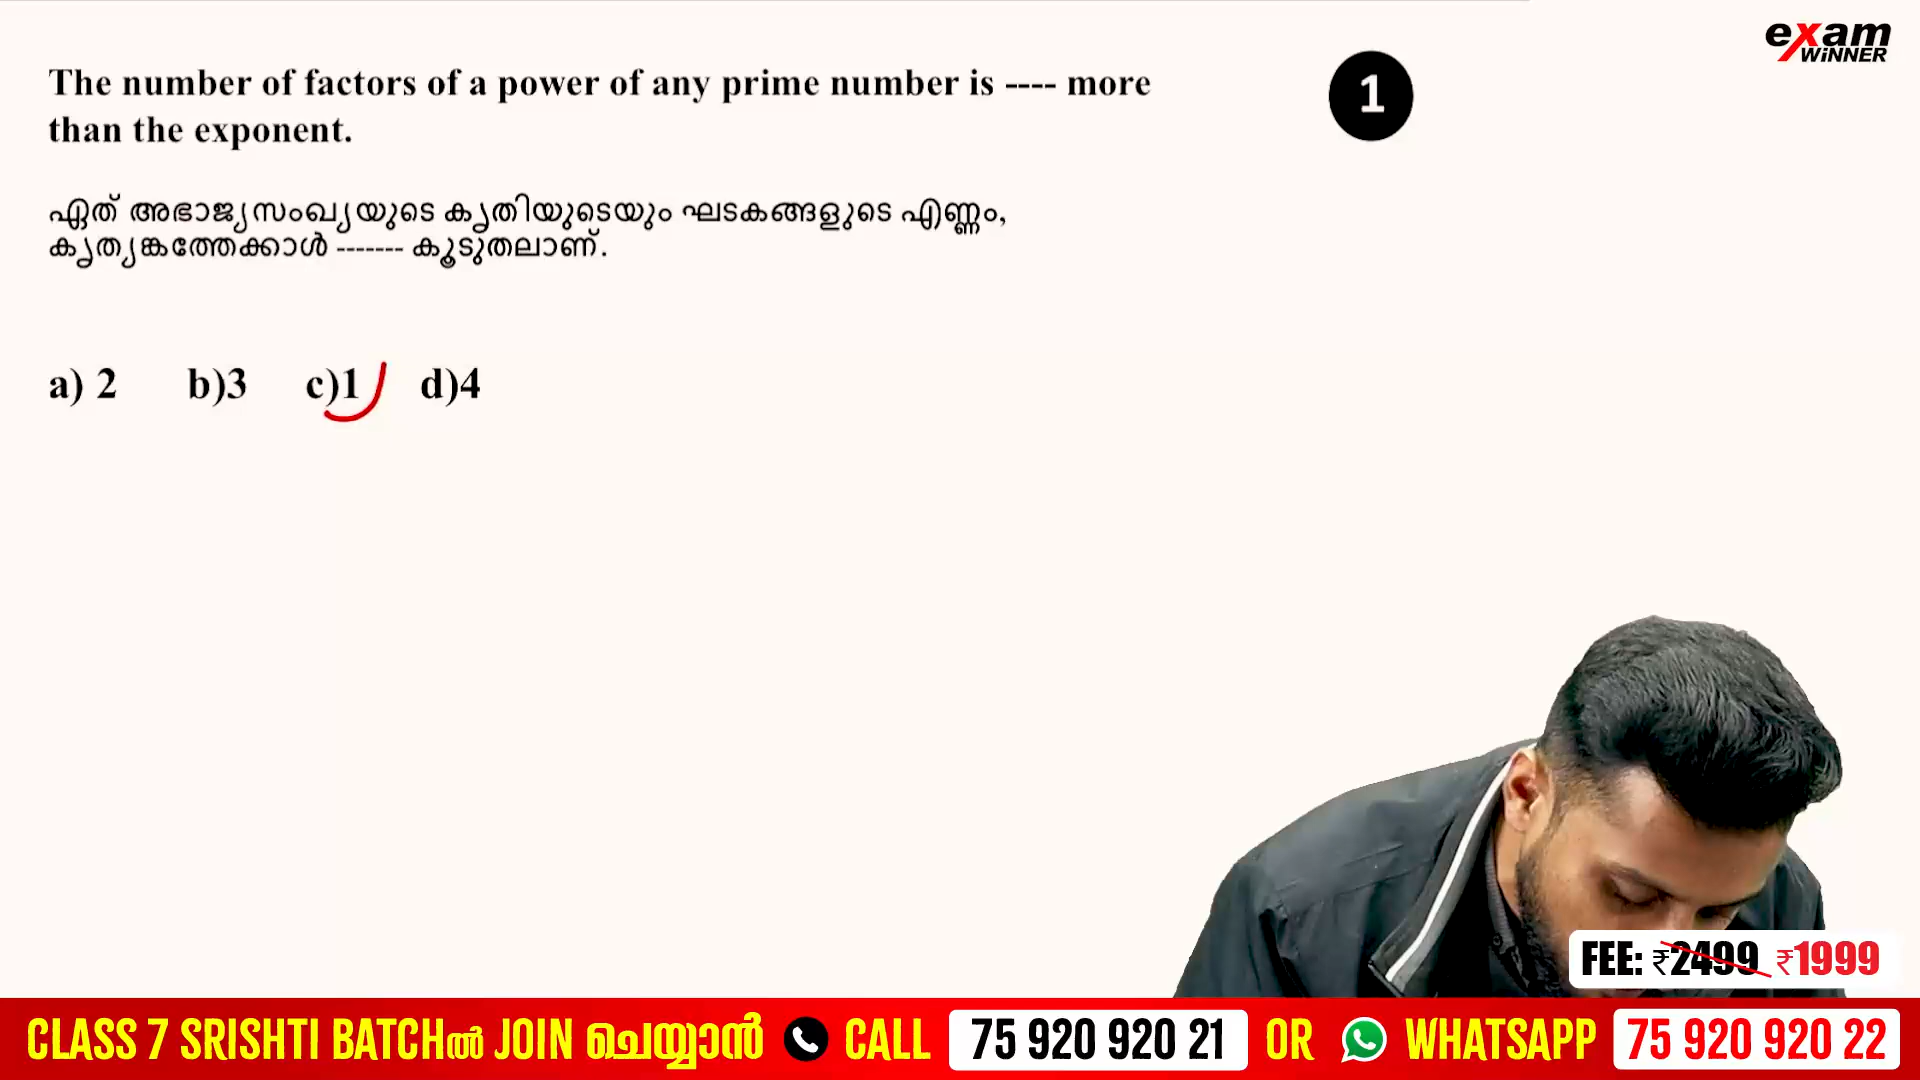 exam
WiNNER
The number of factors of a power of any prime number is ---- more
than the exponent.
1
ഏത് അഭാജ്യസംഖ്യയുടെ കൃതിയുടെയും ഘടകങ്ങളുടെ എണ്ണം,
കൃത്യങ്കത്തേക്കാൾ ------- കൂടുതലാണ്.
a) 2 b)3 c)1 d)4
FEE: ₹2499 ₹1999
CLASS 7 SRISHTI BATCHൽ JOIN ചെയ്യാൻ CALL 75 920 920 21 OR WHATSAPP 75 920 920 22